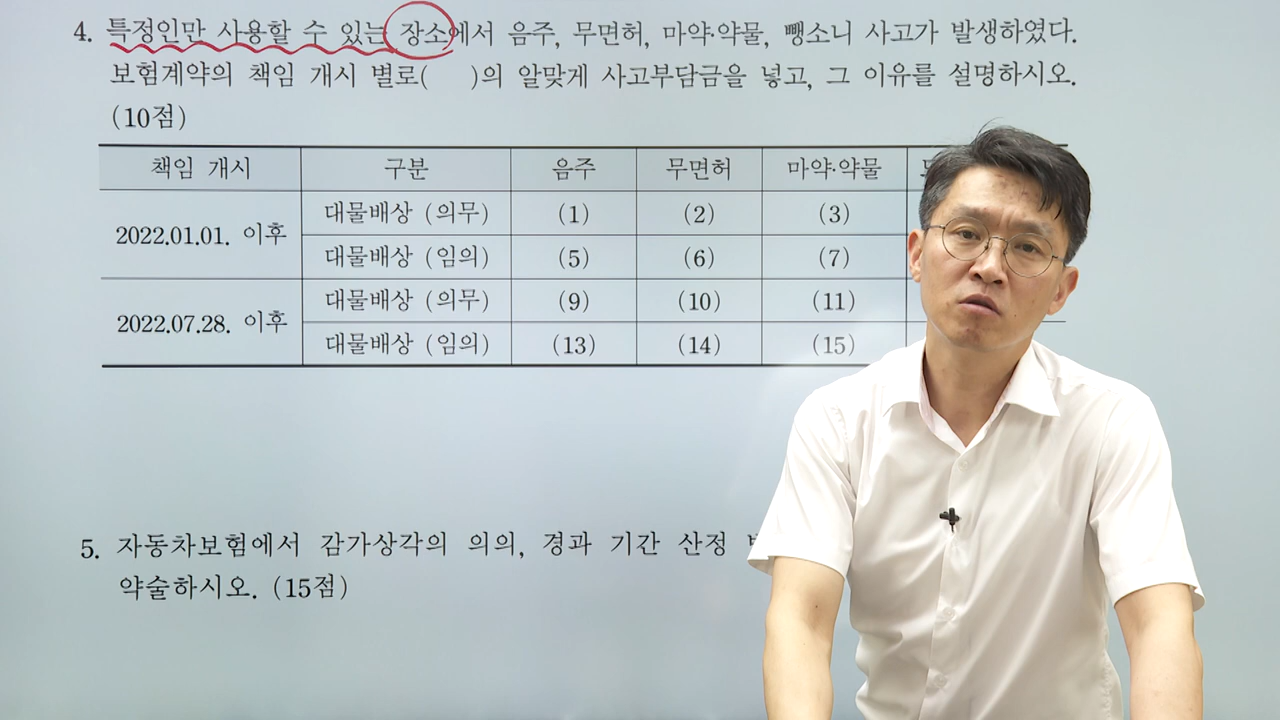 4. 특정인만 사용할 수 있는 장소에서 음주, 무면허, 마약·약물, 뺑소니 사고가 발생하였다.
보험계약의 책임 개시 별로( )의 알맞게 사고부담금을 넣고, 그 이유를 설명하시오.
(10점)
책임 개시 구분 음주 무면허 마약·약물
2022.01.01. 이후
대물배상 (의무) (1) (2) (3)
대물배상 (임의) (5) (6) (7)
2022.07.28. 이후
대물배상 (의무) (9) (10) (11)
대물배상 (임의) (13) (14) (15)
5. 자동차보험에서 감가상각의 의의, 경과 기간 산정
약술하시오. (15점)